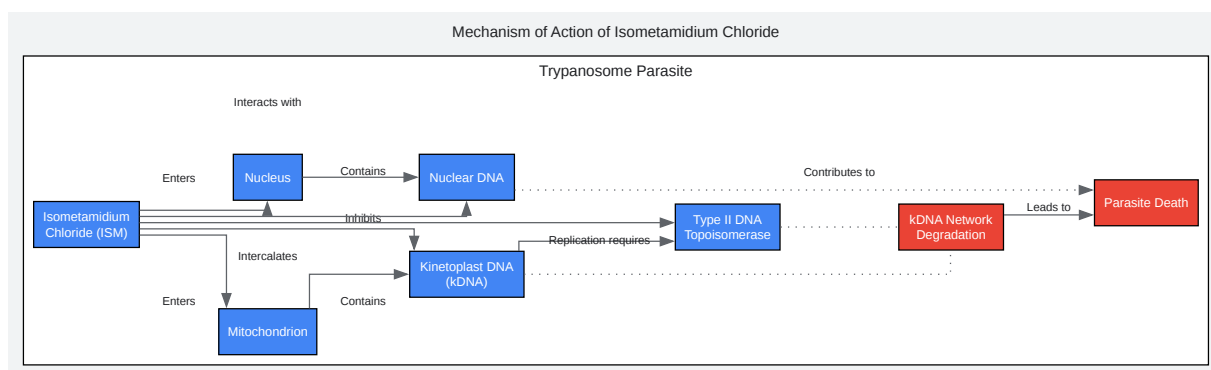 Mechanism of Action of Isometamidium Chloride
Trypanosome Parasite
Interacts with
Enters
Nucleus
Contains
Nuclear DNA
Contributes to
Parasite Death
Isometamidium
Chloride (ISM)
Inhibits
Type II DNA
Topoisomerase
kDNA Network
Degradation
Leads to
Replication requires
Intercalates
Kinetoplast DNA
(kDNA)
Enters
Contains
Mitochondrion